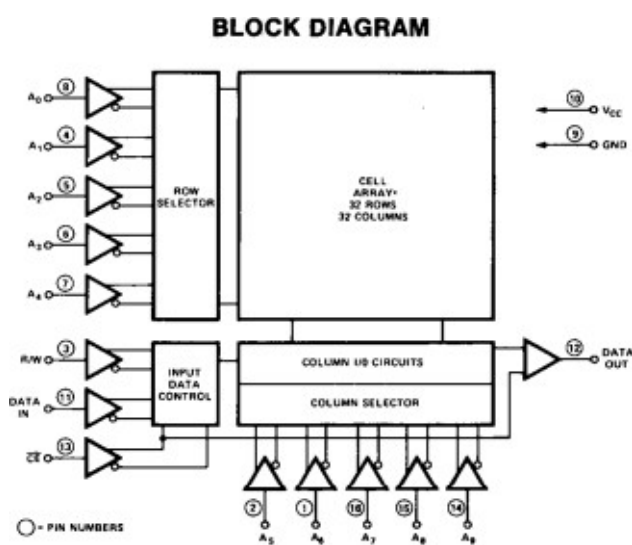 BLOCK DIAGRAM
A0 8
A1 4
A2 5
A3 6
A4 7
ROW
SELECTOR
CELL
ARRAY
32 ROWS
32 COLUMNS
10 VCC
9 GND
R/W 3
DATA
IN 11
CE 13
INPUT
DATA
CONTROL
COLUMN I/O CIRCUITS
COLUMN SELECTOR
12 DATA
OUT
2 1 16 15 14
A5 A6 A7 A8 A9
= PIN NUMBERS